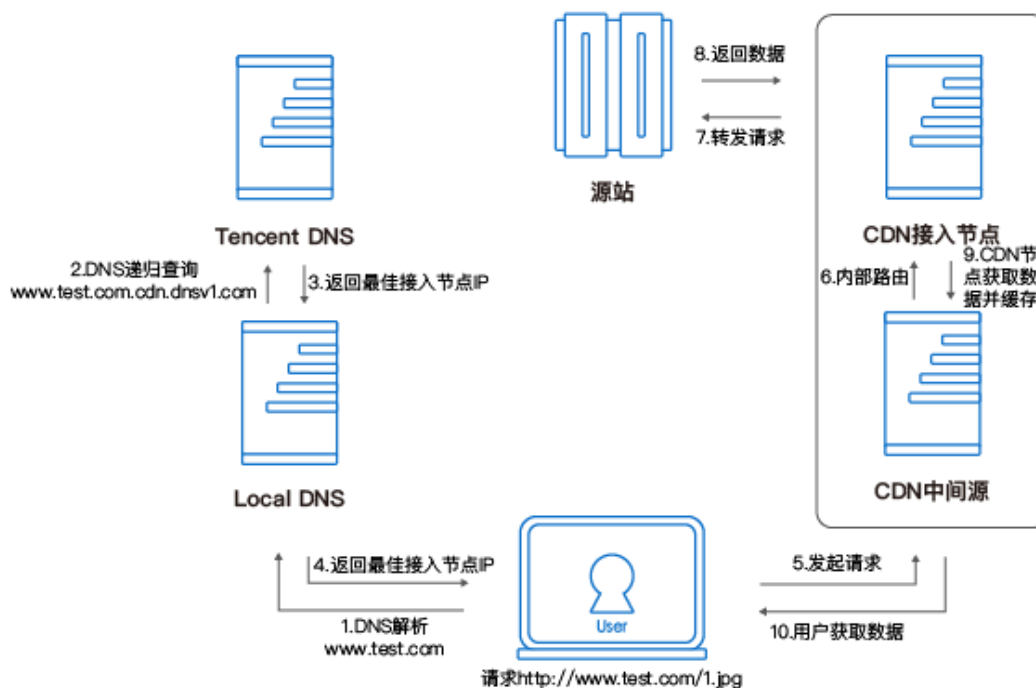 8.返回数据
7.转发请求
源站
Tencent DNS
CDN接入节点
2.DNS递归查询
www.test.com.cdn.dnsv1.com
3.返回最佳接入节点IP
6.内部路由
9.CDN节
点获取数
据并缓存
Local DNS
CDN中间源
4.返回最佳接入节点IP
5.发起请求
1.DNS解析
www.test.com
User
10.用户获取数据
请求http://www.test.com/1.jpg